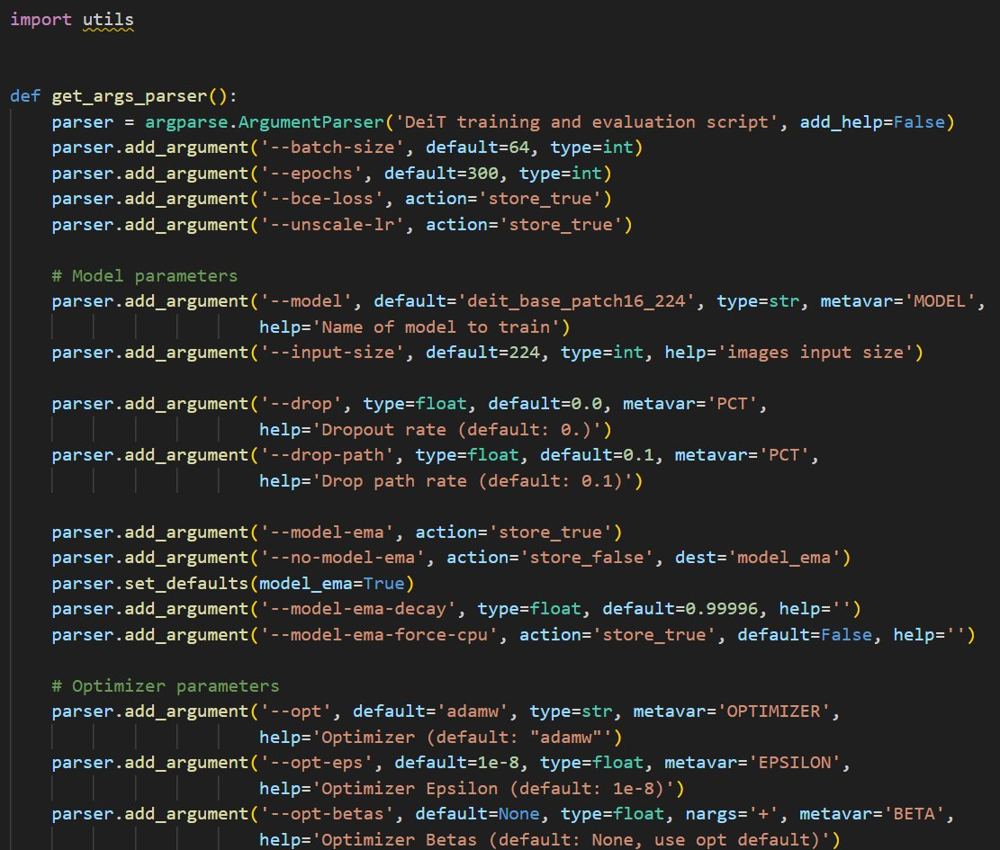 import utils
def get_args_parser():
    parser = argparse.ArgumentParser('DeiT training and evaluation script', add_help=False)
    parser.add_argument('--batch-size', default=64, type=int)
    parser.add_argument('--epochs', default=300, type=int)
    parser.add_argument('--bce-loss', action='store_true')
    parser.add_argument('--unscale-lr', action='store_true')
    # Model parameters
    parser.add_argument('--model', default='deit_base_patch16_224', type=str, metavar='MODEL',
                        help='Name of model to train')
    parser.add_argument('--input-size', default=224, type=int, help='images input size')
    parser.add_argument('--drop', type=float, default=0.0, metavar='PCT',
                        help='Dropout rate (default: 0.)')
    parser.add_argument('--drop-path', type=float, default=0.1, metavar='PCT',
                        help='Drop path rate (default: 0.1)')
    parser.add_argument('--model-ema', action='store_true')
    parser.add_argument('--no-model-ema', action='store_false', dest='model_ema')
    parser.set_defaults(model_ema=True)
    parser.add_argument('--model-ema-decay', type=float, default=0.99996, help='')
    parser.add_argument('--model-ema-force-cpu', action='store_true', default=False, help='')
    # Optimizer parameters
    parser.add_argument('--opt', default='adamw', type=str, metavar='OPTIMIZER',
                        help='Optimizer (default: "adamw"')
    parser.add_argument('--opt-eps', default=1e-8, type=float, metavar='EPSILON',
                        help='Optimizer Epsilon (default: 1e-8)')
    parser.add_argument('--opt-betas', default=None, type=float, nargs='+', metavar='BETA',
                        help='Optimizer Betas (default: None, use opt default)')